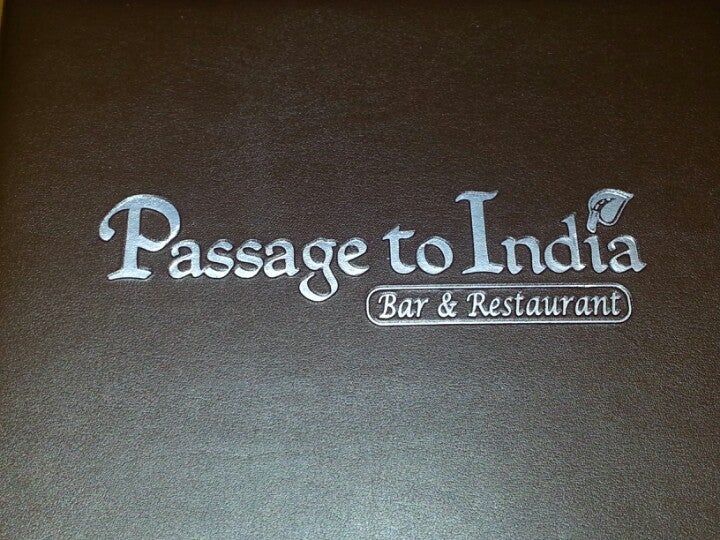 Passage to India
Bar & Restaurant